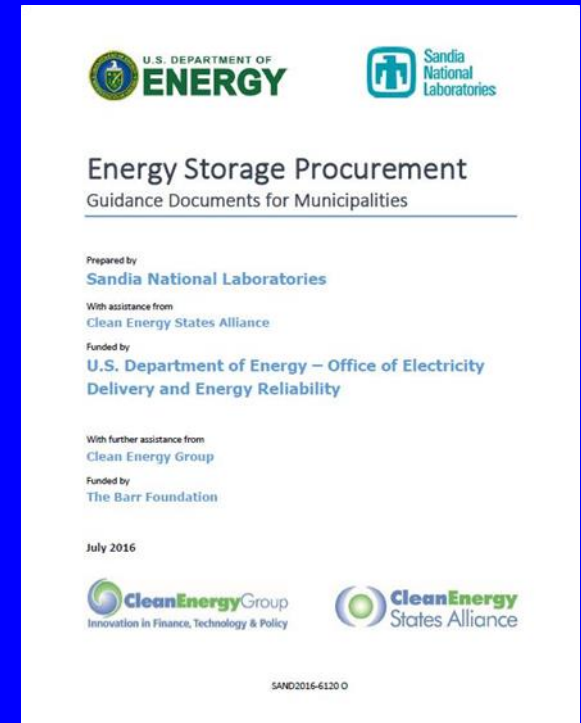 U.S. DEPARTMENT OF
ENERGY
Sandia
National
Laboratories
Energy Storage Procurement
Guidance Documents for Municipalities
Prepared by
Sandia National Laboratories
With assistance from
Clean Energy States Alliance
Funded by
U.S. Department of Energy – Office of Electricity
Delivery and Energy Reliability
With further assistance from
Clean Energy Group
Funded by
The Barr Foundation
July 2016
CleanEnergyGroup
Innovation in Finance, Technology & Policy
CleanEnergy
States Alliance
SAND2016-6120 O